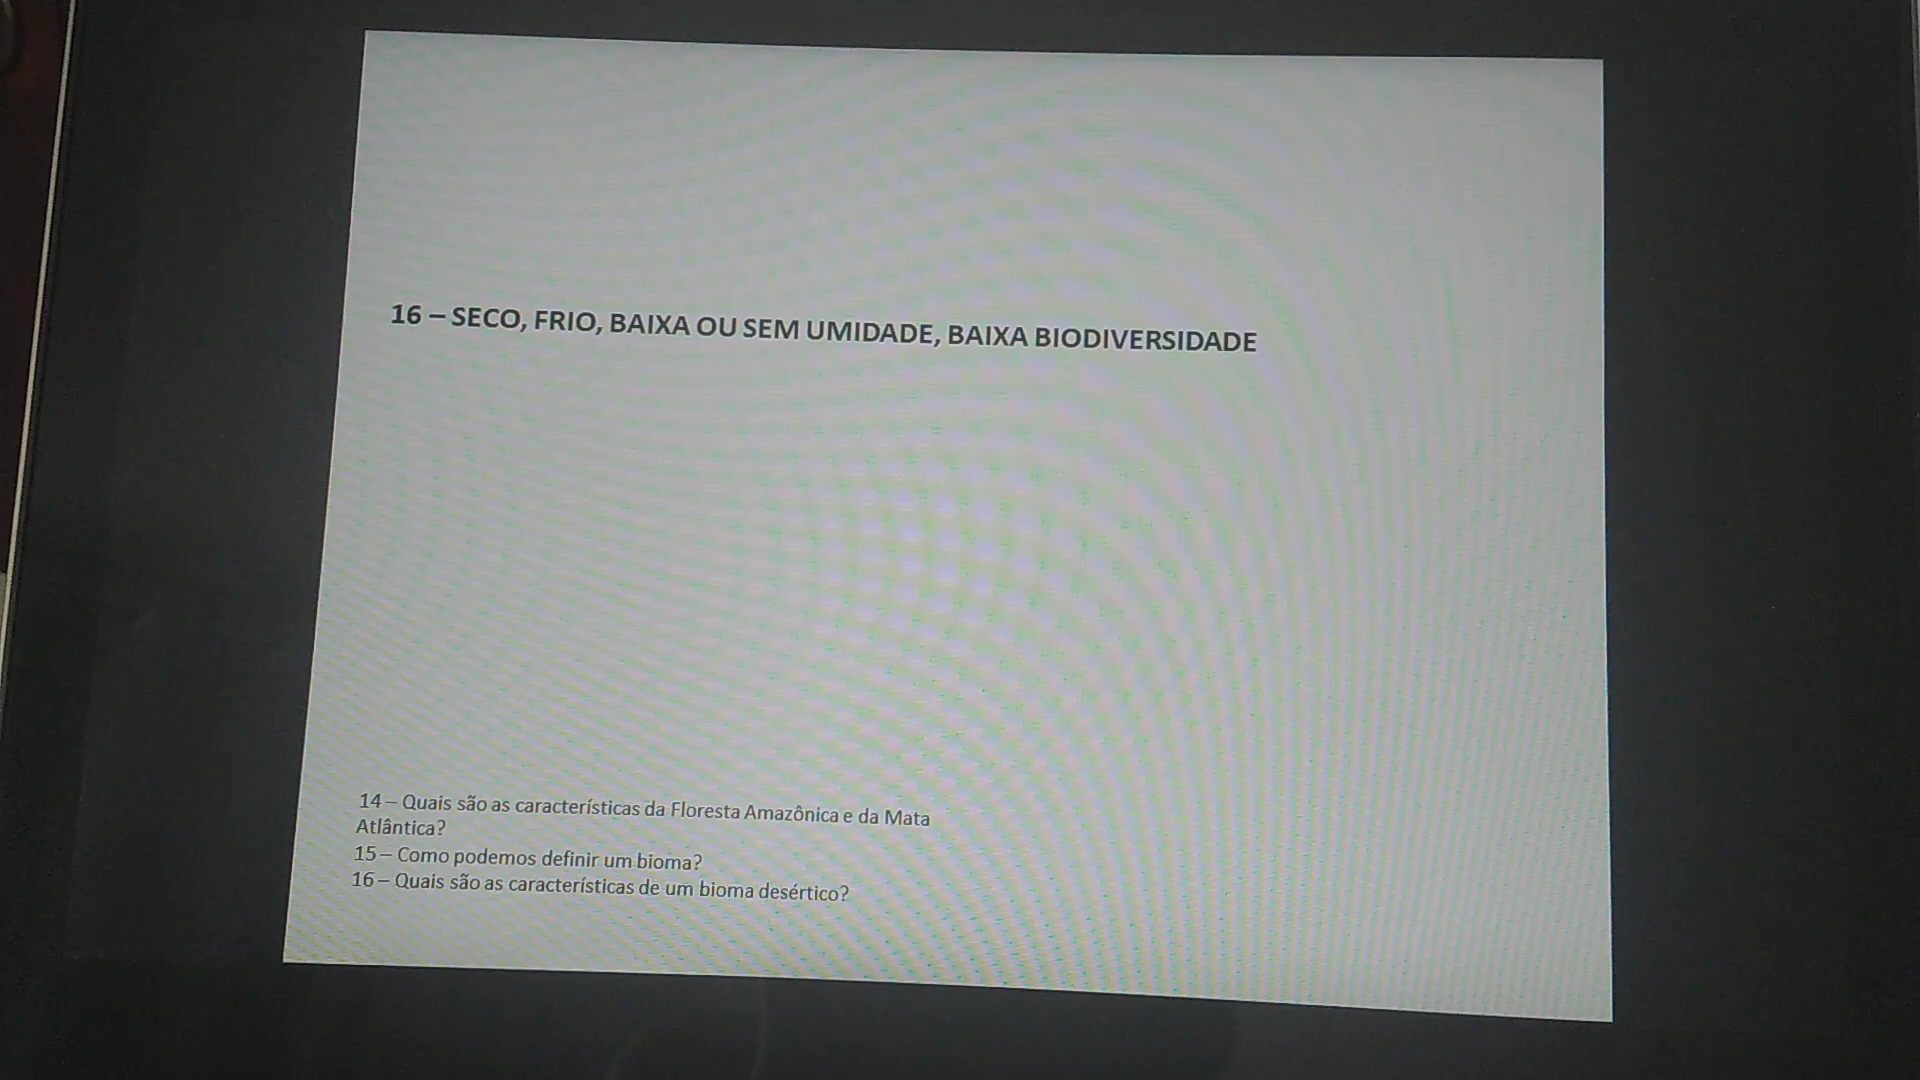 16 – SECO, FRIO, BAIXA OU SEM UMIDADE, BAIXA BIODIVERSIDADE
14 – Quais são as características da Floresta Amazônica e da Mata
Atlântica?
15 – Como podemos definir um bioma?
16 – Quais são as características de um bioma desértico?